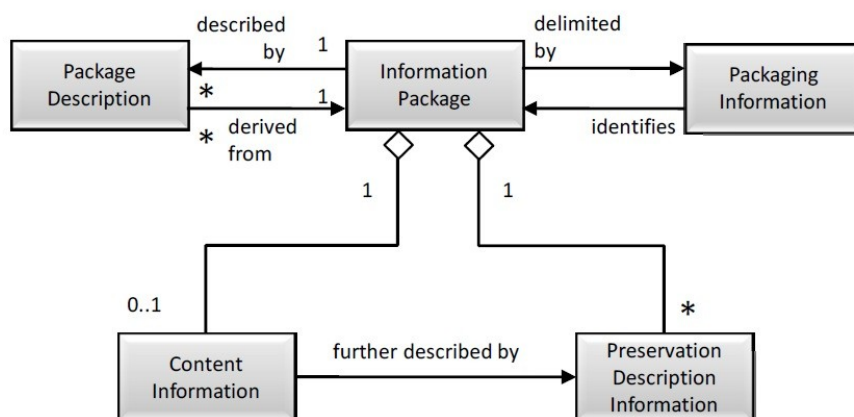 described
by
1
delimited
by
Package
Description
Information
Package
Packaging
Information
*
1
*
derived
from
identifies
1
1
0..1
*
Content
Information
further described by
Preservation
Description
Information